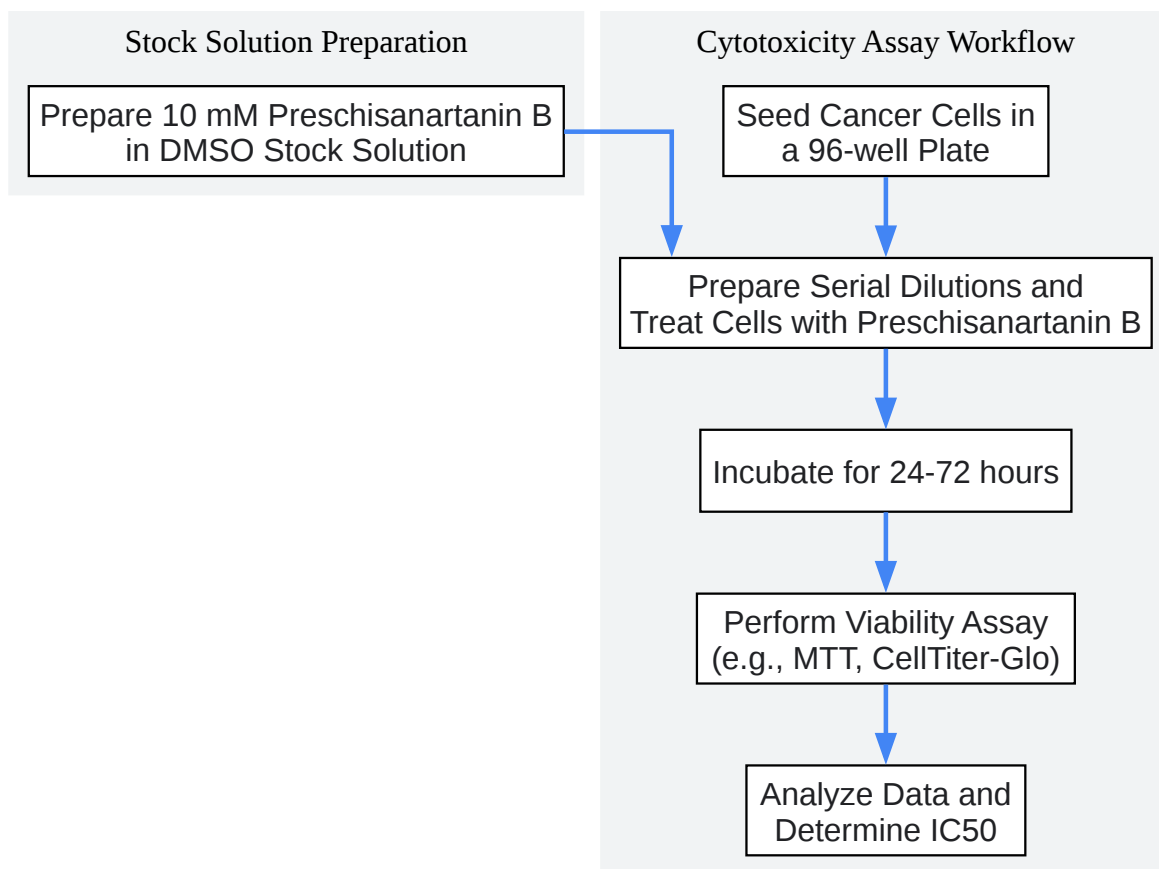 Stock Solution Preparation
Prepare 10 mM Preschisanartanin B
in DMSO Stock Solution
Cytotoxicity Assay Workflow
Seed Cancer Cells in
a 96-well Plate
Prepare Serial Dilutions and
Treat Cells with Preschisanartanin B
Incubate for 24-72 hours
Perform Viability Assay
(e.g., MTT, CellTiter-Glo)
Analyze Data and
Determine IC50